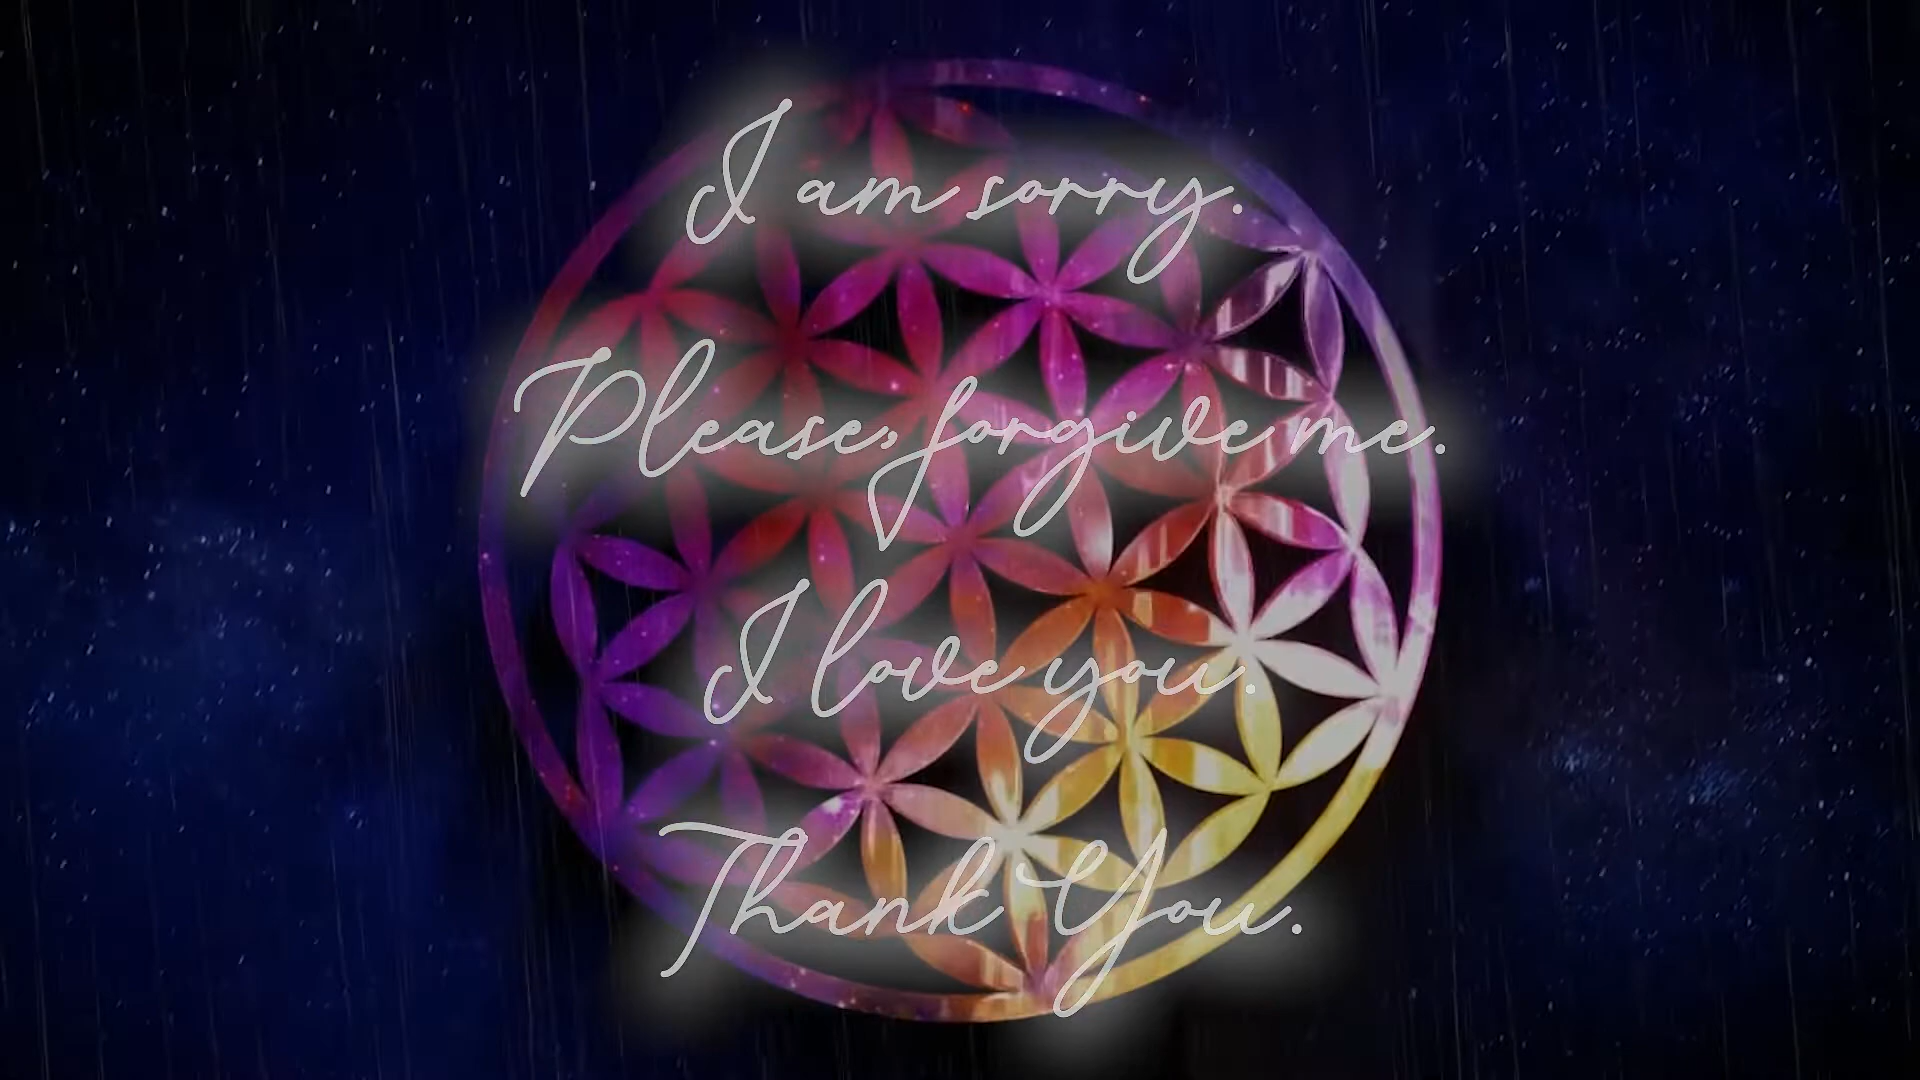 I am sorry.
Please, forgive me.
I love you.
Thank You.